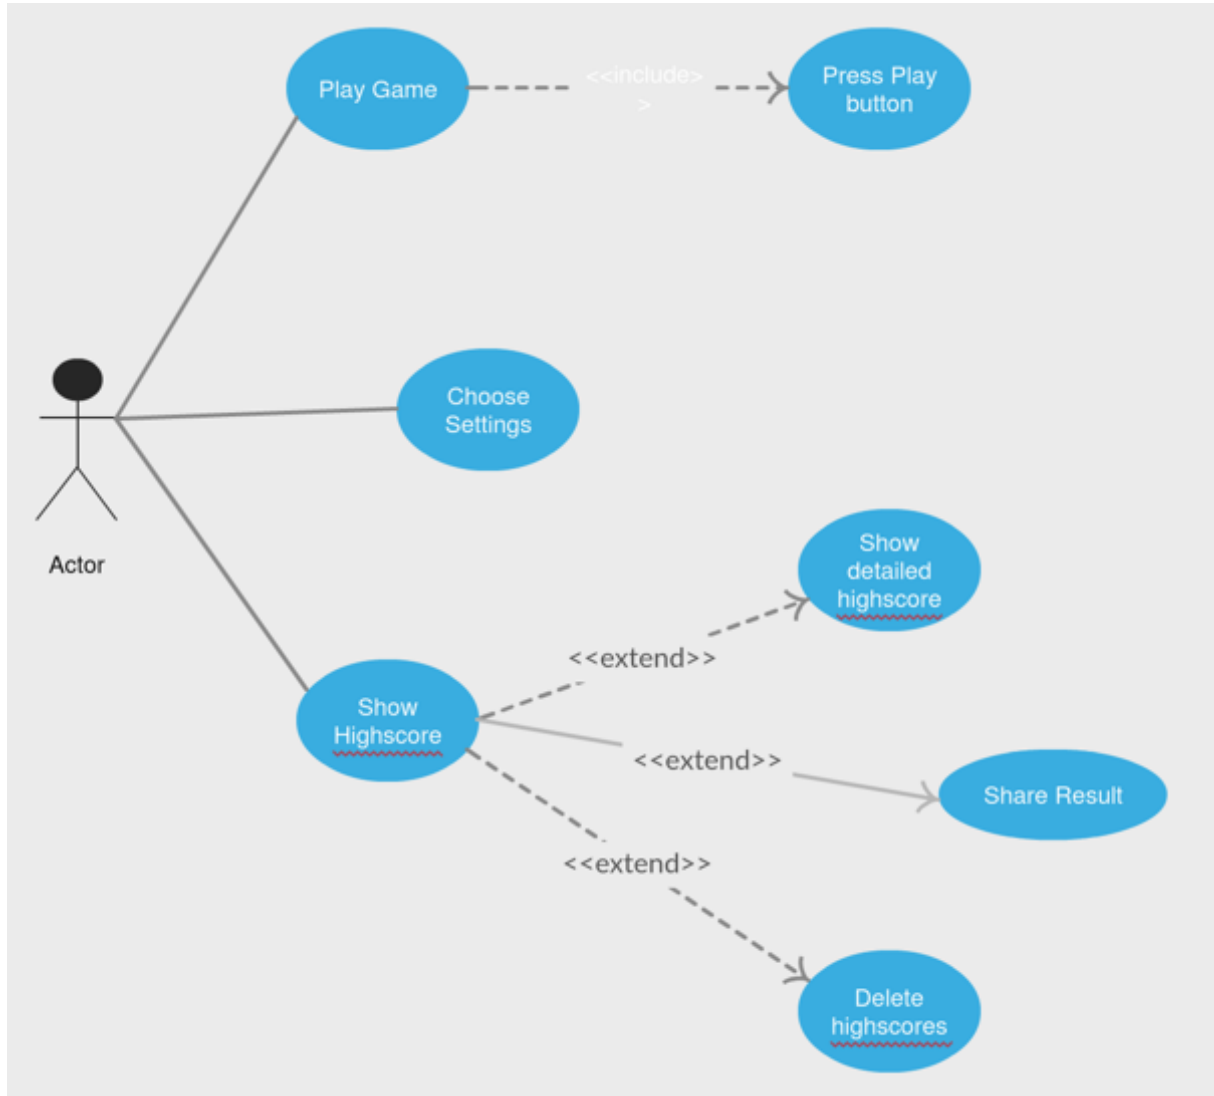 Play Game
<<include>
>
Press Play
button
Choose
Settings
Actor
Show
detailed
highscore
<<extend>>
Show
Highscore
<<extend>>
Share Result
<<extend>>
Delete
highscores